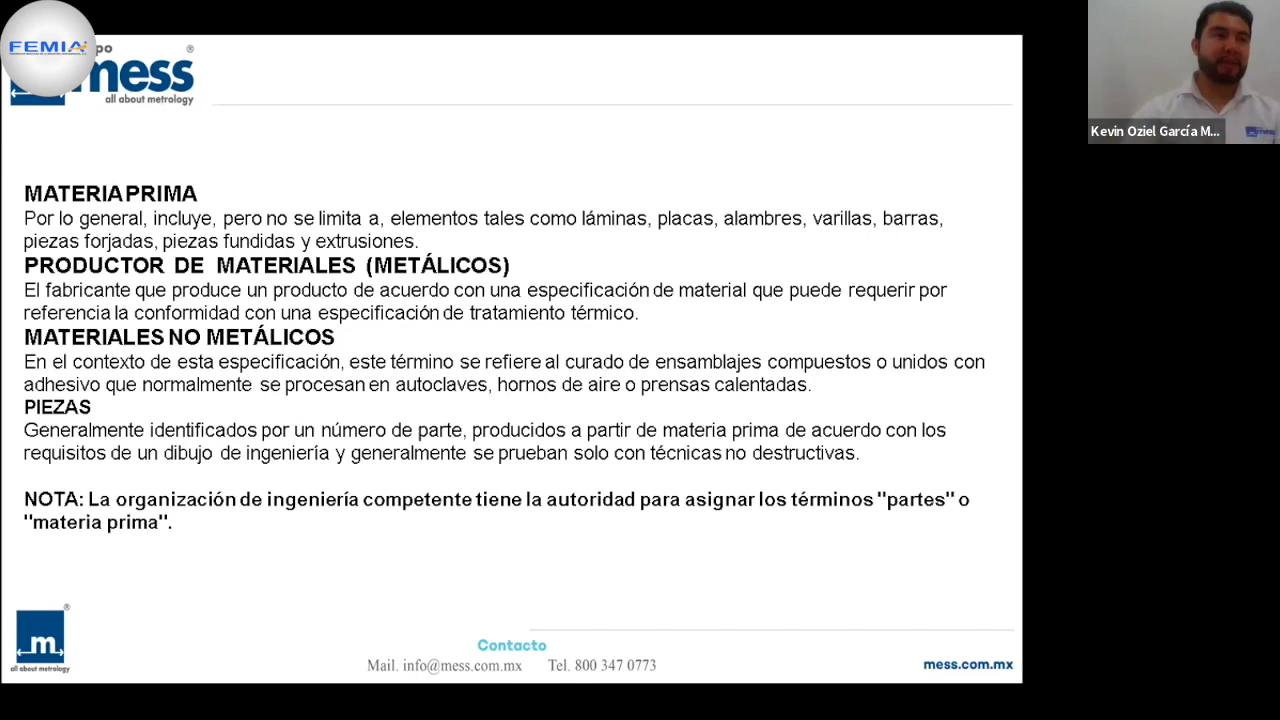 FEMIA
po
mess
all about metrology
Kevin Oziel García M...
MATERIA PRIMA
Por lo general, incluye, pero no se limita a, elementos tales como láminas, placas, alambres, varillas, barras,
piezas forjadas, piezas fundidas y extrusiones.
PRODUCTOR DE MATERIALES (METÁLICOS)
El fabricante que produce un producto de acuerdo con una especificación de material que puede requerir por
referencia la conformidad con una especificación de tratamiento térmico.
MATERIALES NO METÁLICOS
En el contexto de esta especificación, este término se refiere al curado de ensamblajes compuestos o unidos con
adhesivo que normalmente se procesan en autoclaves, hornos de aire o prensas calentadas.
PIEZAS
Generalmente identificados por un número de parte, producidos a partir de materia prima de acuerdo con los
requisitos de un dibujo de ingeniería y generalmente se prueban solo con técnicas no destructivas.
NOTA: La organización de ingeniería competente tiene la autoridad para asignar los términos "partes" o
"materia prima".
m
all about metrology
Contacto
Mail. info@mess.com.mx Tel. 800 347 0773
mess.com.mx